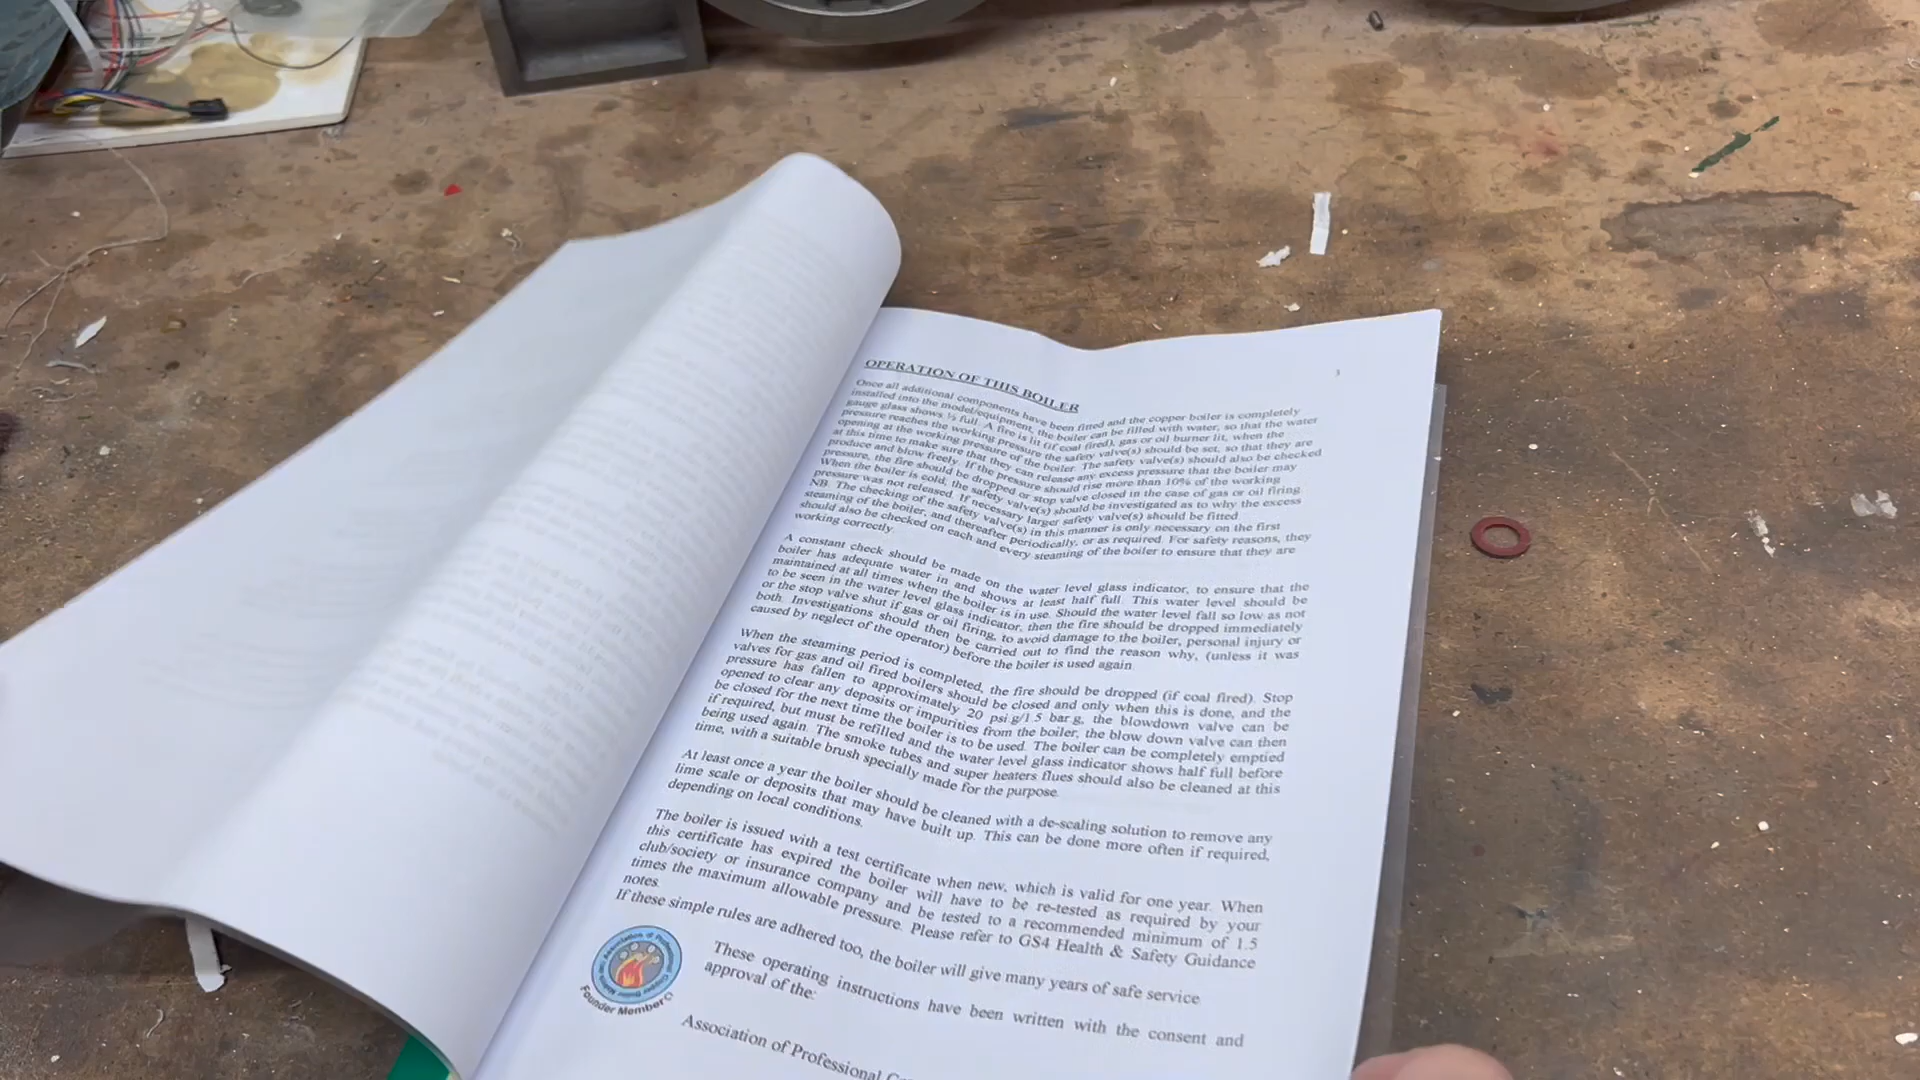 OPERATION OF THIS BOILER
Once all additional components have been fitted and the copper boiler is completely
installed into the model/equipment, the boiler can be filled with water, so that the water
gauge glass shows ½ full. A fire is lit (if coal fired), gas or oil burner lit, when the
pressure reaches the working pressure the safety valve(s) should be set, so that they are
opening at the working pressure of the boiler. The safety valve(s) should also be checked
at this time to make sure that they can release any excess pressure that the boiler may
produce and blow freely. If the pressure should rise more than 10% of the working
pressure, the fire should be dropped or stop valve closed in the case of gas or oil firing.
When the boiler is cold, the safety valve(s) should be investigated as to why the excess
pressure was not released. If necessary larger safety valve(s) should be fitted
NB. The checking of the safety valve(s) in this manner is only necessary on the first
steaming of the boiler, and thereafter periodically, or as required. For safety reasons, they
should also be checked on each and every steaming of the boiler to ensure that they are
working correctly.
A constant check should be made on the water level glass indicator, to ensure that the
boiler has adequate water in and shows at least half full. This water level should be
maintained at all times when the boiler is in use. Should the water level fall so low as not
to be seen in the water level glass indicator, then the fire should be dropped immediately
or the stop valve shut if gas or oil firing, to avoid damage to the boiler, personal injury or
both. Investigations should then be carried out to find the reason why, (unless it was
caused by neglect of the operator) before the boiler is used again
When the steaming period is completed, the fire should be dropped (if coal fired). Stop
valves for gas and oil fired boilers should be closed and only when this is done, and the
pressure has fallen to approximately 20 psi g/1.5 bar g, the blowdown valve can be
opened to clear any deposits or impurities from the boiler, the blow down valve can then
be closed for the next time the boiler is to be used. The boiler can be completely emptied
if required, but must be refilled and the water level glass indicator shows half full before
being used again. The smoke tubes and super heaters flues should also be cleaned at this
time, with a suitable brush specially made for the purpose.
At least once a year the boiler should be cleaned with a de-scaling solution to remove any
lime scale or deposits that may have built up. This can be done more often if required,
depending on local conditions.
The boiler is issued with a test certificate when new, which is valid for one year. When
this certificate has expired the boiler will have to be re-tested as required by your
club/society or insurance company and be tested to a recommended minimum of 1.5
times the maximum allowable pressure. Please refer to GS4 Health & Safety Guidance
notes.
If these simple rules are adhered too, the boiler will give many years of safe service
These operating instructions have been written with the consent and
approval of the:
Association of Professional
Founder Member